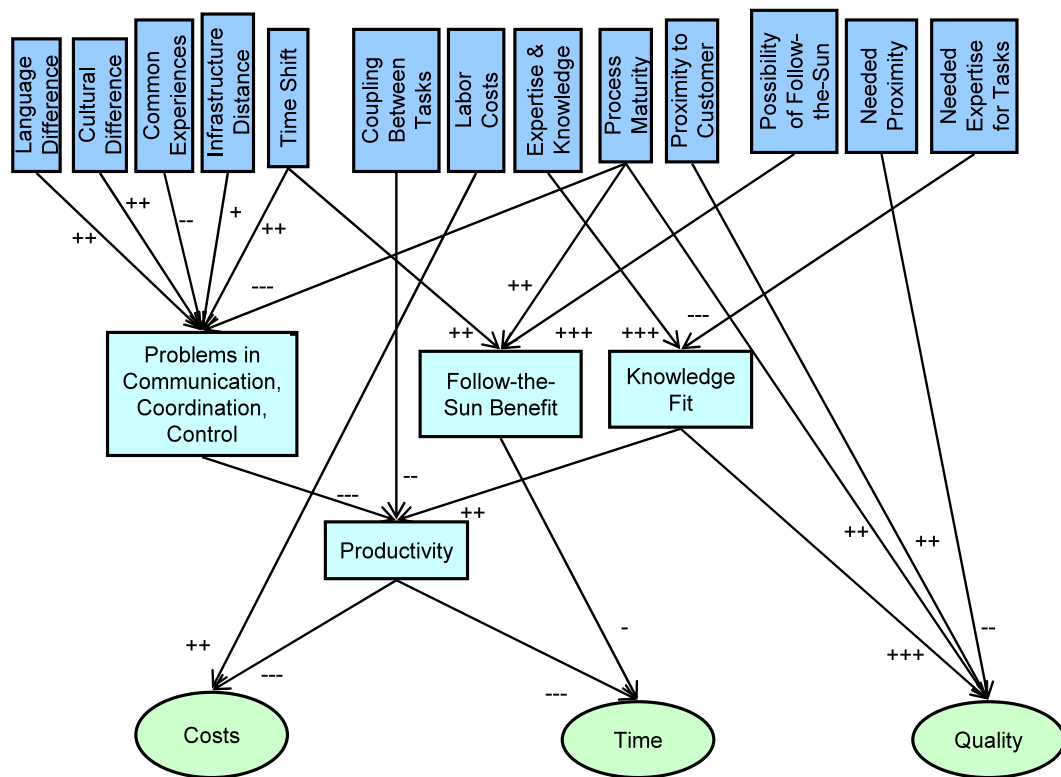 Language
Difference
Cultural
Difference
Common
Experiences
Infrastructure
Distance
Time Shift
Coupling
Between
Tasks
Labor
Costs
Expertise &
Knowledge
Process
Maturity
Proximity to
Customer
Possibility
of Follow-
the-Sun
Needed
Proximity
Needed
Expertise
for Tasks
++
++
--
+
++
---
++
++
+++
+++
---
Problems in
Communication,
Coordination,
Control
Follow-the-
Sun Benefit
Knowledge
Fit
---
--
++
Productivity
++
++
++
---
---
-
+++
--
Costs
Time
Quality